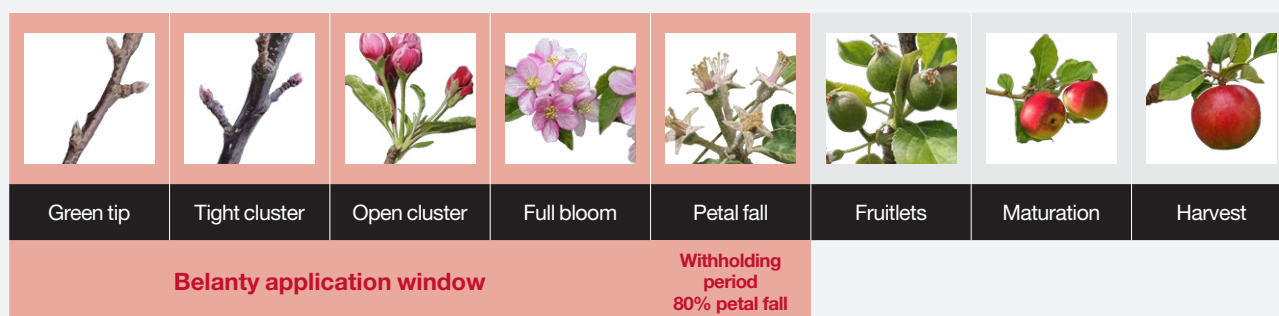 Green tip
Tight cluster
Open cluster
Full bloom
Petal fall
Fruitlets
Maturation
Harvest
Belanty application window
Withholding
period
80% petal fall